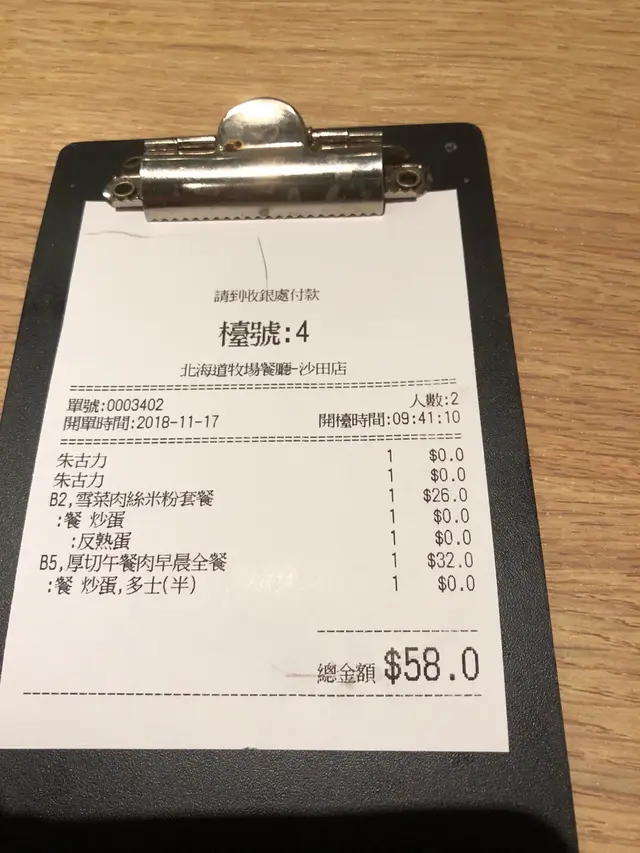 請到收銀處付款
檯號:4
北海道牧場餐廳-沙田店
單號:0003402 人數:2
開單時間:2018-11-17 開檯時間:09:41:10
朱古力 1 $0.0
朱古力 1 $0.0
B2,雪菜肉絲米粉套餐 1 $26.0
:餐 炒蛋 1 $0.0
:反熟蛋 1 $0.0
B5,厚切午餐肉早晨全餐 1 $32.0
:餐 炒蛋,多士(半) 1 $0.0
總金額 $58.0